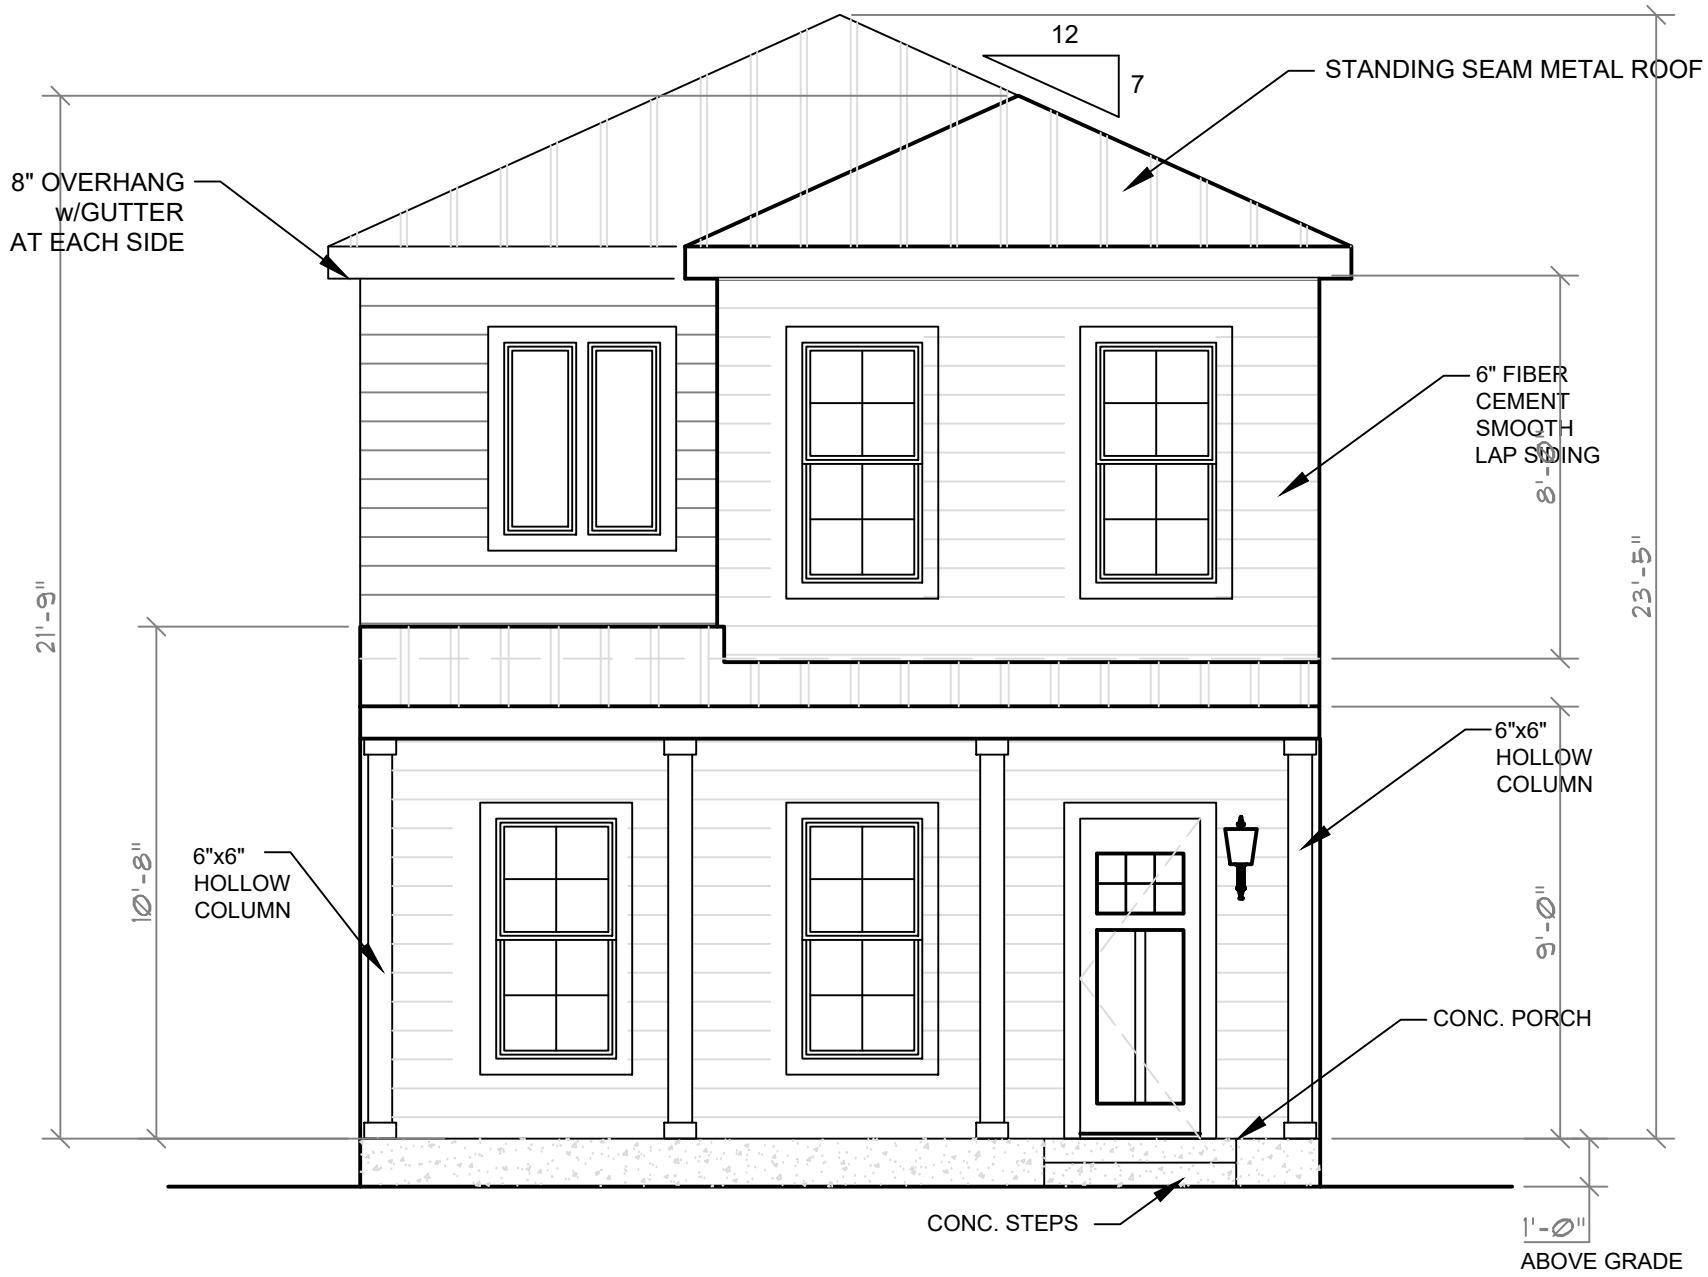 12
7
STANDING SEAM METAL ROOF
8" OVERHANG
w/GUTTER
AT EACH SIDE
6" FIBER
CEMENT
SMOOTH
LAP SIDING
8'-0"
23'-5"
21'-9"
10'-8"
6"x6"
HOLLOW
COLUMN
6"x6"
HOLLOW
COLUMN
9'-0"
CONC. PORCH
CONC. STEPS
1'-0"
ABOVE GRADE